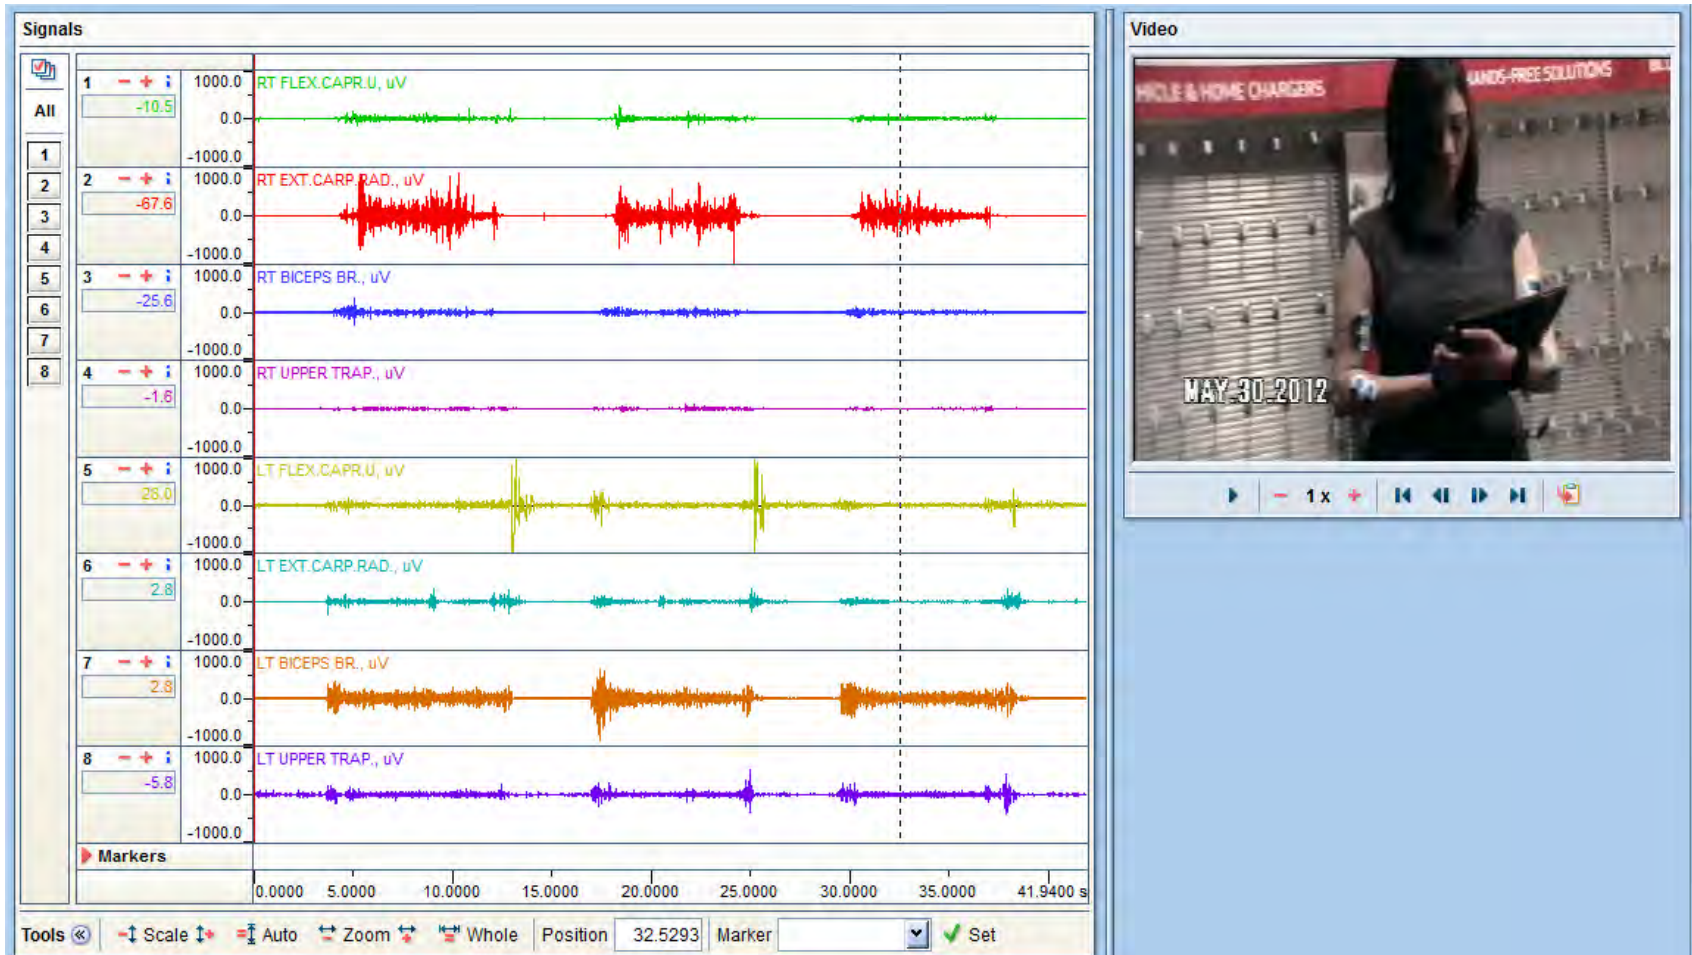 Signals
All
1
2
3
4
5
6
7
8
1 − + i 1000.0 RT FLEX.CAPR.U, uV
-10.5
0.0
-1000.0
2 − + i 1000.0 RT EXT.CARP.RAD., uV
-67.6
0.0
-1000.0
3 − + i 1000.0 RT BICEPS BR., uV
-25.6
0.0
-1000.0
4 − + i 1000.0 RT UPPER TRAP., uV
-1.6
0.0
-1000.0
5 − + i 1000.0 LT FLEX.CAPR.U, uV
28.0
0.0
-1000.0
6 − + i 1000.0 LT EXT.CARP.RAD., uV
2.8
0.0
-1000.0
7 − + i 1000.0 LT BICEPS BR., uV
2.8
0.0
-1000.0
8 − + i 1000.0 LT UPPER TRAP., uV
-5.8
0.0
-1000.0
Markers
0.0000 5.0000 10.0000 15.0000 20.0000 25.0000 30.0000 35.0000 41.9400 s
Tools Scale Auto Zoom Whole Position 32.5293 Marker Set
Video
HICLE & HOME CHARGERS
HANDS-FREE SOLUTIONS
MAY.30.2012
1 x